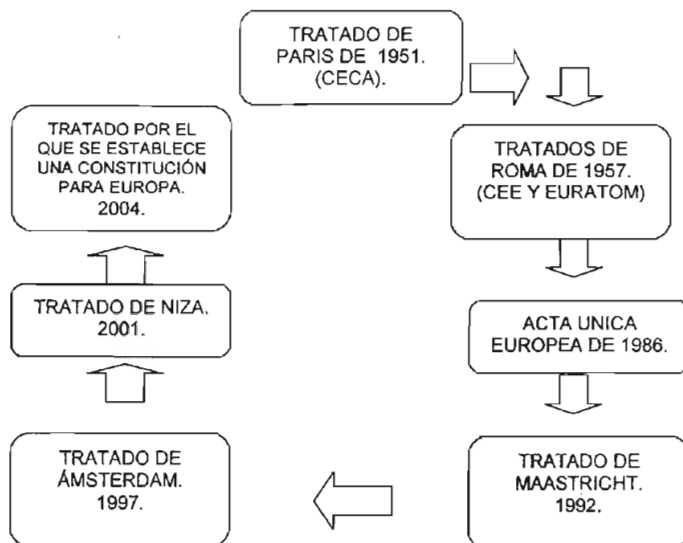 TRATADO DE
PARIS DE 1951.
(CECA).
TRATADOS DE
ROMA DE 1957.
(CEE Y EURATOM)
ACTA UNICA
EUROPEA DE 1986.
TRATADO DE
MAASTRICHT.
1992.
TRATADO DE
ÁMSTERDAM.
1997.
TRATADO DE NIZA.
2001.
TRATADO POR EL
QUE SE ESTABLECE
UNA CONSTITUCIÓN
PARA EUROPA.
2004.